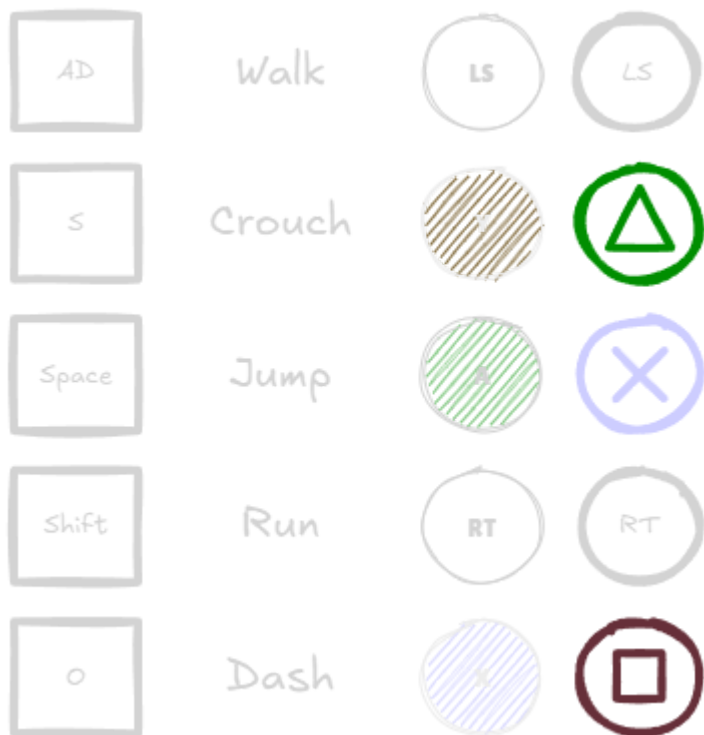 AD Walk LS LS
S Crouch Y
Space Jump A X
Shift Run RT RT
O Dash X